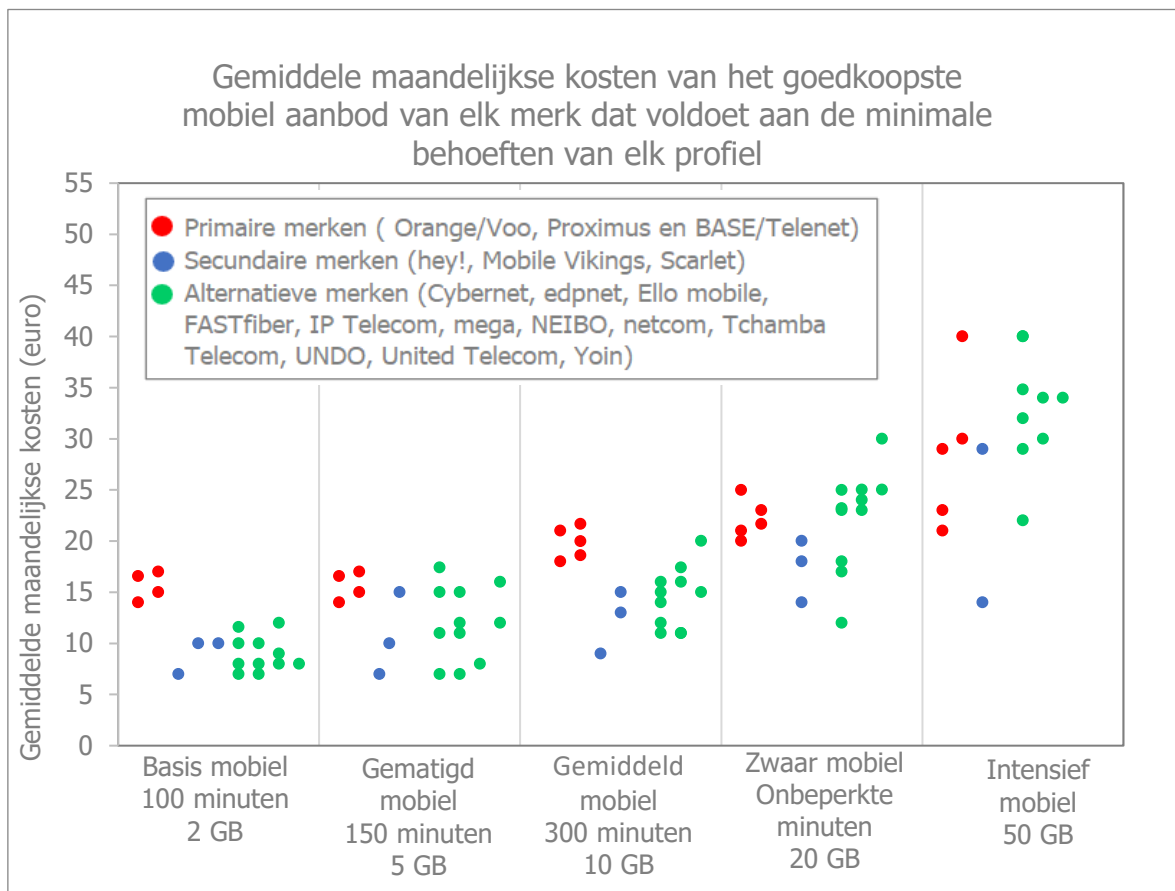 Gemiddele maandelijkse kosten van het goedkoopste
mobiel aanbod van elk merk dat voldoet aan de minimale
behoeften van elk profiel
Gemiddelde maandelijkse kosten (euro)
55
50
45
40
35
30
25
20
15
10
5
0
Primaire merken ( Orange/Voo, Proximus en BASE/Telenet)
Secundaire merken (hey!, Mobile Vikings, Scarlet)
Alternatieve merken (Cybernet, edpnet, Ello mobile,
FASTfiber, IP Telecom, mega, NEIBO, netcom, Tchamba
Telecom, UNDO, United Telecom, Yoin)
Basis mobiel
100 minuten
2 GB
Gematigd
mobiel
150 minuten
5 GB
Gemiddeld
mobiel
300 minuten
10 GB
Zwaar mobiel
Onbeperkte
minuten
20 GB
Intensief
mobiel
50 GB